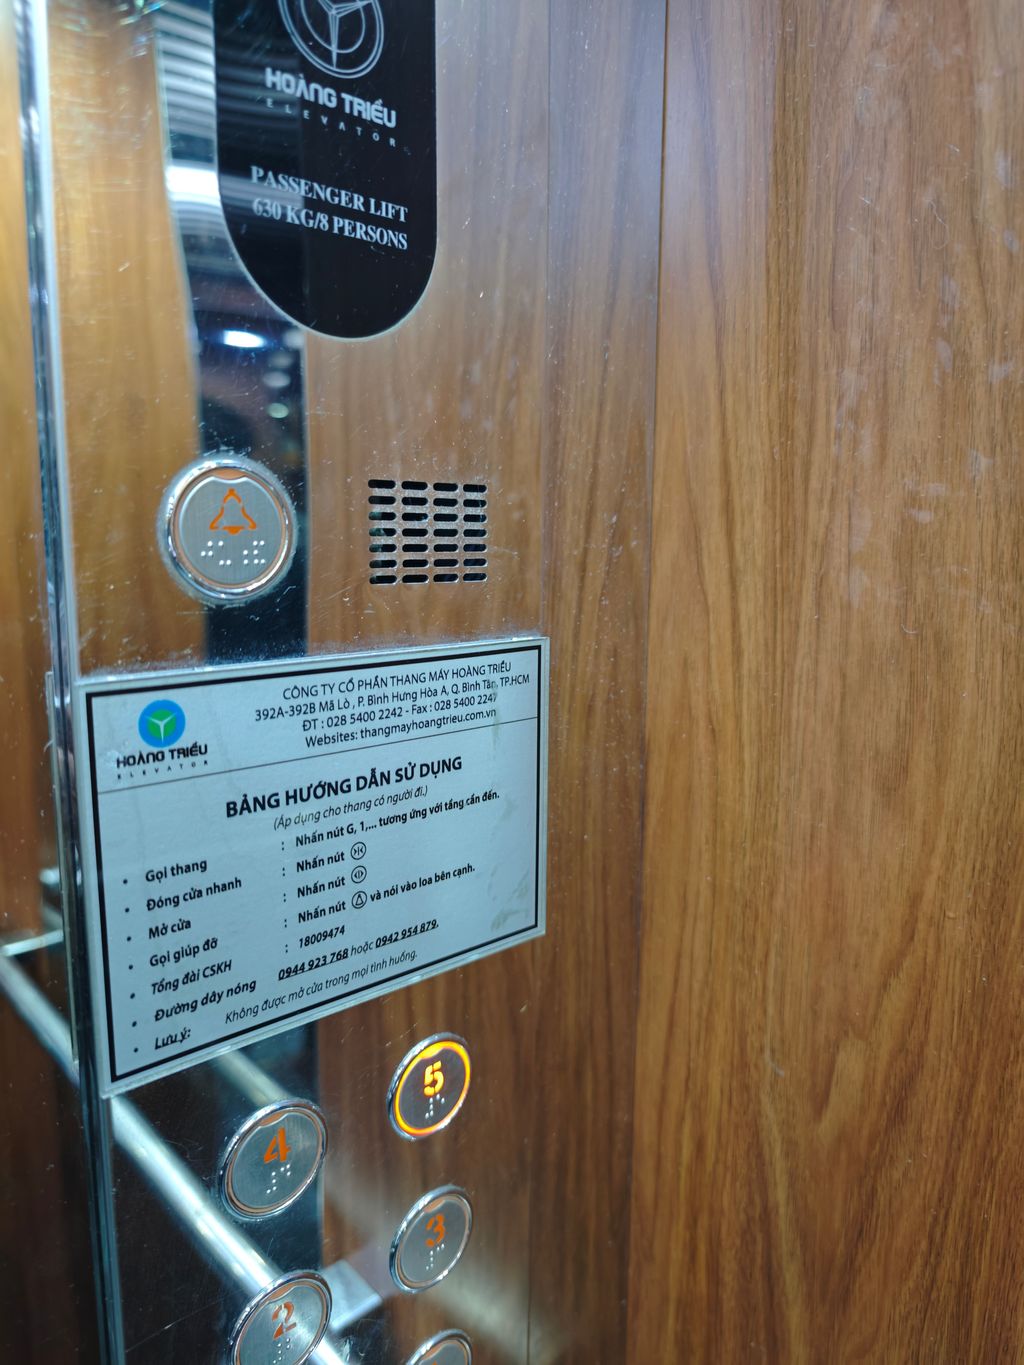 HOÀNG TRIỀU
ELEVATOR
PASSENGER LIFT
630 KG/8 PERSONS
HOÀNG TRIỀU
ELEVATOR
CÔNG TY CỔ PHẦN THANG MÁY HOÀNG TRIỀU
392A-392B Mã Lò , P. Bình Hưng Hòa A, Q. Bình Tân, TP.HCM
ĐT : 028 5400 2242 - Fax : 028 5400 2247
Websites: thangmayhoangtrieu.com.vn
BẢNG HƯỚNG DẪN SỬ DỤNG
(Áp dụng cho thang có người đi.)
• Gọi thang : Nhấn nút G, 1,... tương ứng với tầng cần đến.
• Đóng cửa nhanh : Nhấn nút
• Mở cửa : Nhấn nút
• Gọi giúp đỡ : Nhấn nút và nói vào loa bên cạnh.
• Tổng đài CSKH : 18009474
• Đường dây nóng 0944 923 768 hoặc 0942 954 879.
• Lưu ý: Không được mở cửa trong mọi tình huống.
5
4
3
2